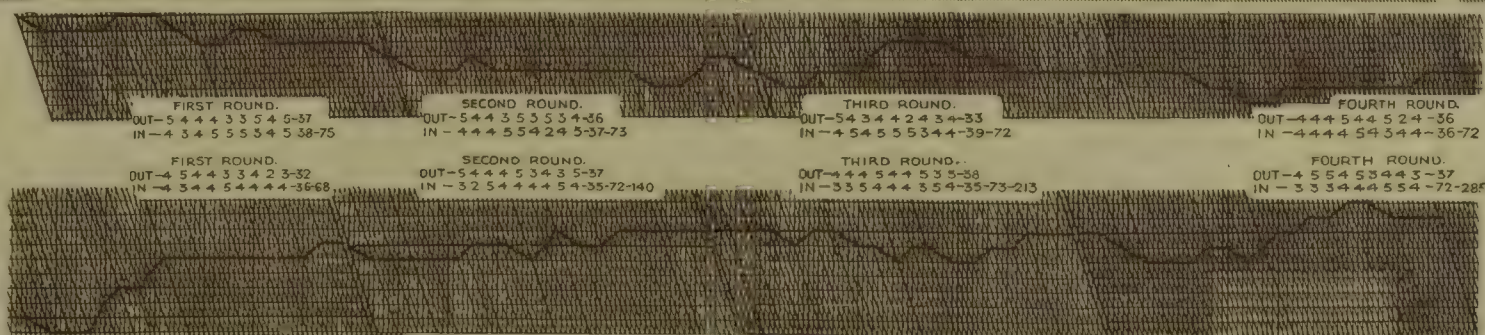 FIRST ROUND.
OUT-5 4 4 4 3 3 5 4 5-37
IN-4 3 4 5 5 5 3 4 5 38-75
SECOND ROUND.
OUT-5 4 4 3 5 3 5 3 4-36
IN-4 4 4 5 5 4 2 4 5-37-73
THIRD ROUND.
OUT-5 4 3 4 4 2 4 3 4-33
IN-4 5 4 5 5 5 3 4 4-39-72
FOURTH ROUND.
OUT-4 4 4 5 4 4 5 2 4-36
IN-4 4 4 4 5 4 3 4 4-36-72
FIRST ROUND.
OUT-4 5 4 4 3 3 4 2 3-32
IN-4 3 4 4 5 4 4 4 4-36-68
SECOND ROUND.
OUT-5 4 4 4 5 3 4 3 5-37
IN-3 2 5 4 4 4 4 5 4-35-72-140
THIRD ROUND.
OUT-4 4 4 5 4 4 5 3 5-38
IN-3 3 5 4 4 4 3 5 4-35-73-213
FOURTH ROUND.
OUT-4 5 5 4 5 3 4 4 3-37
IN-3 3 3 4 4 4 5 5 4-72-285